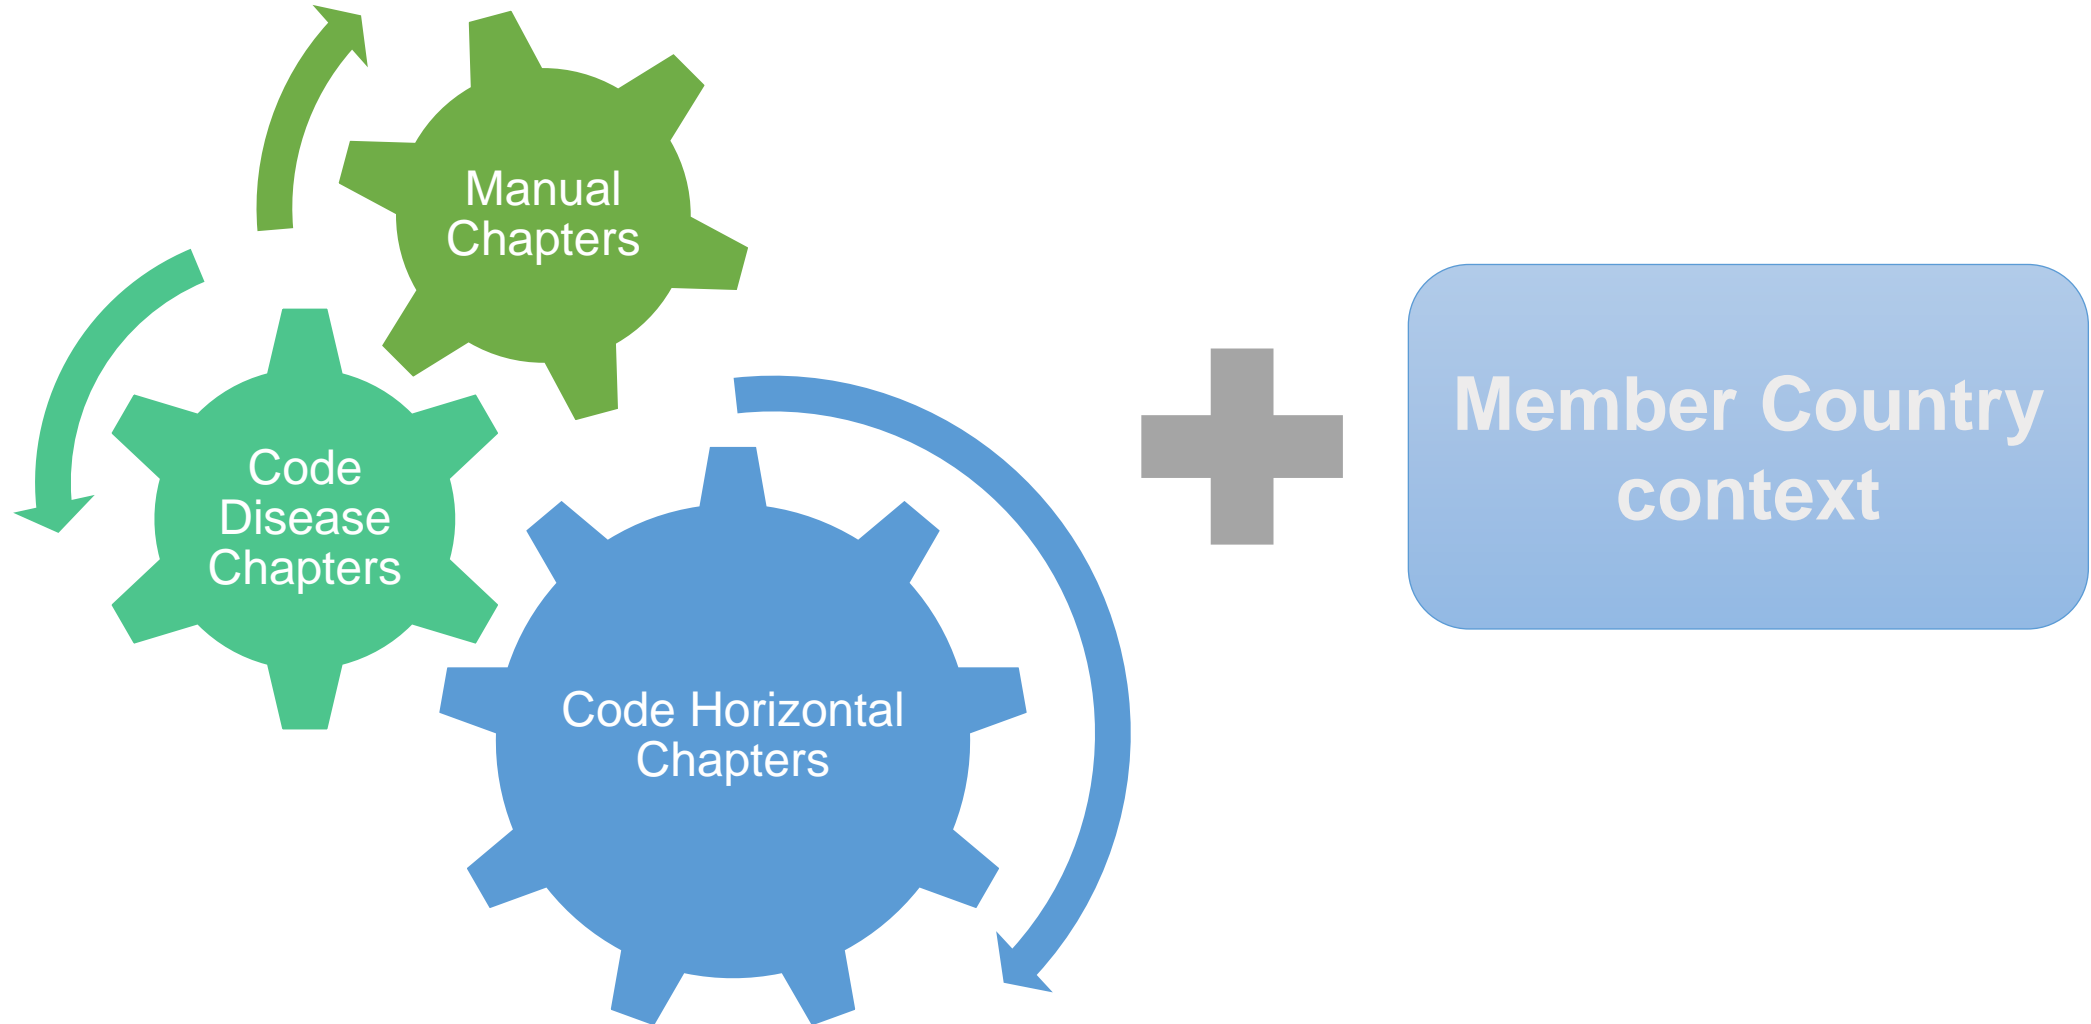 Manual
Chapters
Code
Disease
Chapters
Code Horizontal
Chapters
Member Country
context